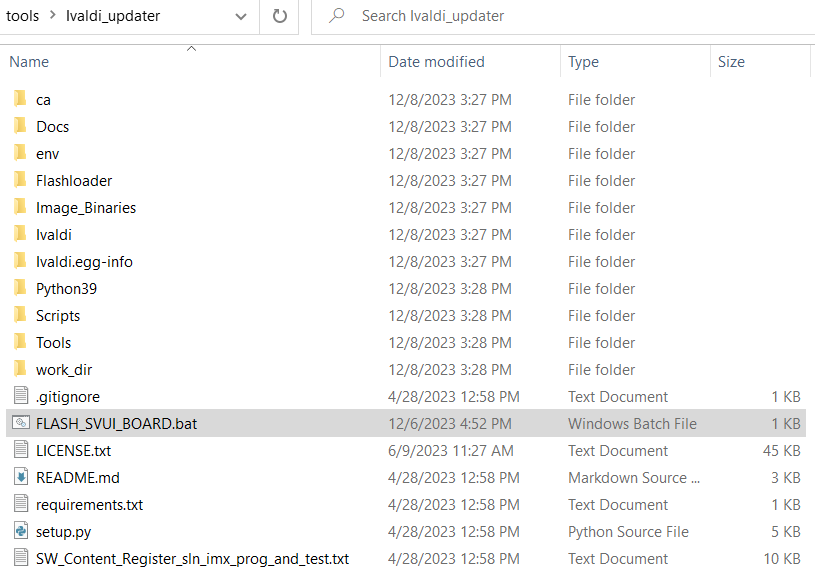 tools > Ivaldi_updater Search Ivaldi_updater
Name Date modified Type Size
ca 12/8/2023 3:27 PM File folder
Docs 12/8/2023 3:27 PM File folder
env 12/8/2023 3:27 PM File folder
Flashloader 12/8/2023 3:27 PM File folder
Image_Binaries 12/8/2023 3:27 PM File folder
Ivaldi 12/8/2023 3:27 PM File folder
Ivaldi.egg-info 12/8/2023 3:27 PM File folder
Python39 12/8/2023 3:28 PM File folder
Scripts 12/8/2023 3:28 PM File folder
Tools 12/8/2023 3:28 PM File folder
work_dir 12/8/2023 3:28 PM File folder
.gitignore 4/28/2023 12:58 PM Text Document 1 KB
FLASH_SVUI_BOARD.bat 12/6/2023 4:52 PM Windows Batch File 1 KB
LICENSE.txt 6/9/2023 11:27 AM Text Document 45 KB
README.md 4/28/2023 12:58 PM Markdown Source ... 3 KB
requirements.txt 4/28/2023 12:58 PM Text Document 1 KB
setup.py 4/28/2023 12:58 PM Python Source File 5 KB
SW_Content_Register_sln_imx_prog_and_test.txt 4/28/2023 12:58 PM Text Document 10 KB